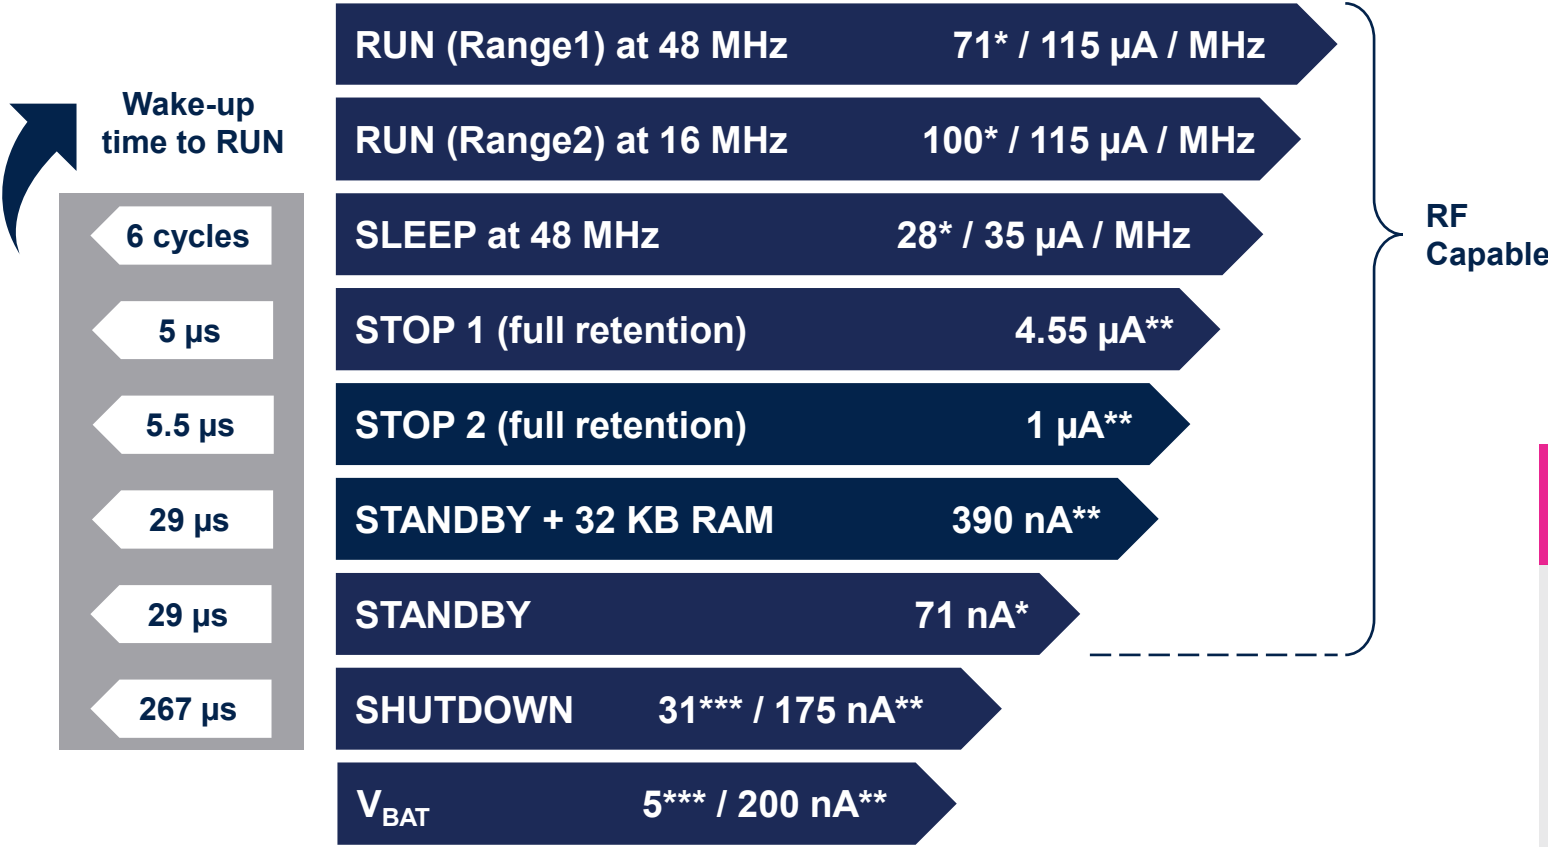 Wake-up
time to RUN
RUN (Range1) at 48 MHz 71* / 115 µA / MHz
RUN (Range2) at 16 MHz 100* / 115 µA / MHz
6 cycles SLEEP at 48 MHz 28* / 35 µA / MHz
RF
Capable
5 µs STOP 1 (full retention) 4.55 µA**
5.5 µs STOP 2 (full retention) 1 µA**
29 µs STANDBY + 32 KB RAM 390 nA**
29 µs STANDBY 71 nA*
267 µs SHUTDOWN 31*** / 175 nA**
VBAT 5*** / 200 nA**